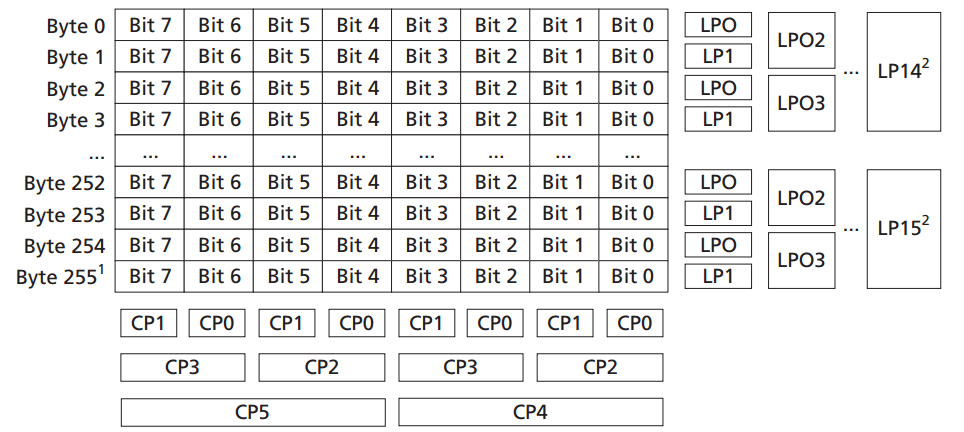 Byte 0 Bit 7 Bit 6 Bit 5 Bit 4 Bit 3 Bit 2 Bit 1 Bit 0 LPO LPO2 ... LP14²
Byte 1 Bit 7 Bit 6 Bit 5 Bit 4 Bit 3 Bit 2 Bit 1 Bit 0 LP1
Byte 2 Bit 7 Bit 6 Bit 5 Bit 4 Bit 3 Bit 2 Bit 1 Bit 0 LPO LPO3
Byte 3 Bit 7 Bit 6 Bit 5 Bit 4 Bit 3 Bit 2 Bit 1 Bit 0 LP1
... ... ... ... ... ... ... ... ...
Byte 252 Bit 7 Bit 6 Bit 5 Bit 4 Bit 3 Bit 2 Bit 1 Bit 0 LPO LPO2 ... LP15²
Byte 253 Bit 7 Bit 6 Bit 5 Bit 4 Bit 3 Bit 2 Bit 1 Bit 0 LP1
Byte 254 Bit 7 Bit 6 Bit 5 Bit 4 Bit 3 Bit 2 Bit 1 Bit 0 LPO LPO3
Byte 255¹ Bit 7 Bit 6 Bit 5 Bit 4 Bit 3 Bit 2 Bit 1 Bit 0 LP1
CP1 CP0 CP1 CP0 CP1 CP0 CP1 CP0
CP3 CP2 CP3 CP2
CP5 CP4